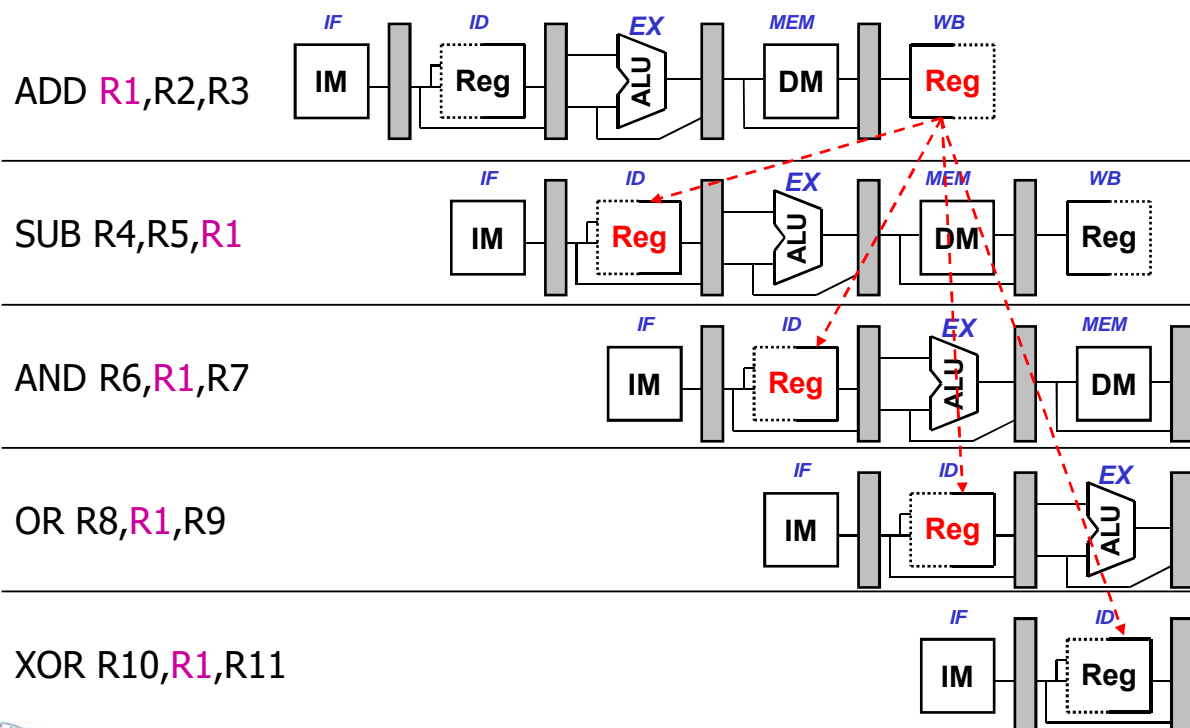 IF ID EX MEM WB
ADD R1,R2,R3 IM Reg ALU DM Reg
IF ID EX MEM WB
SUB R4,R5,R1 IM Reg ALU DM Reg
IF ID EX MEM
AND R6,R1,R7 IM Reg ALU DM
IF ID EX
OR R8,R1,R9 IM Reg ALU
IF ID
XOR R10,R1,R11 IM Reg